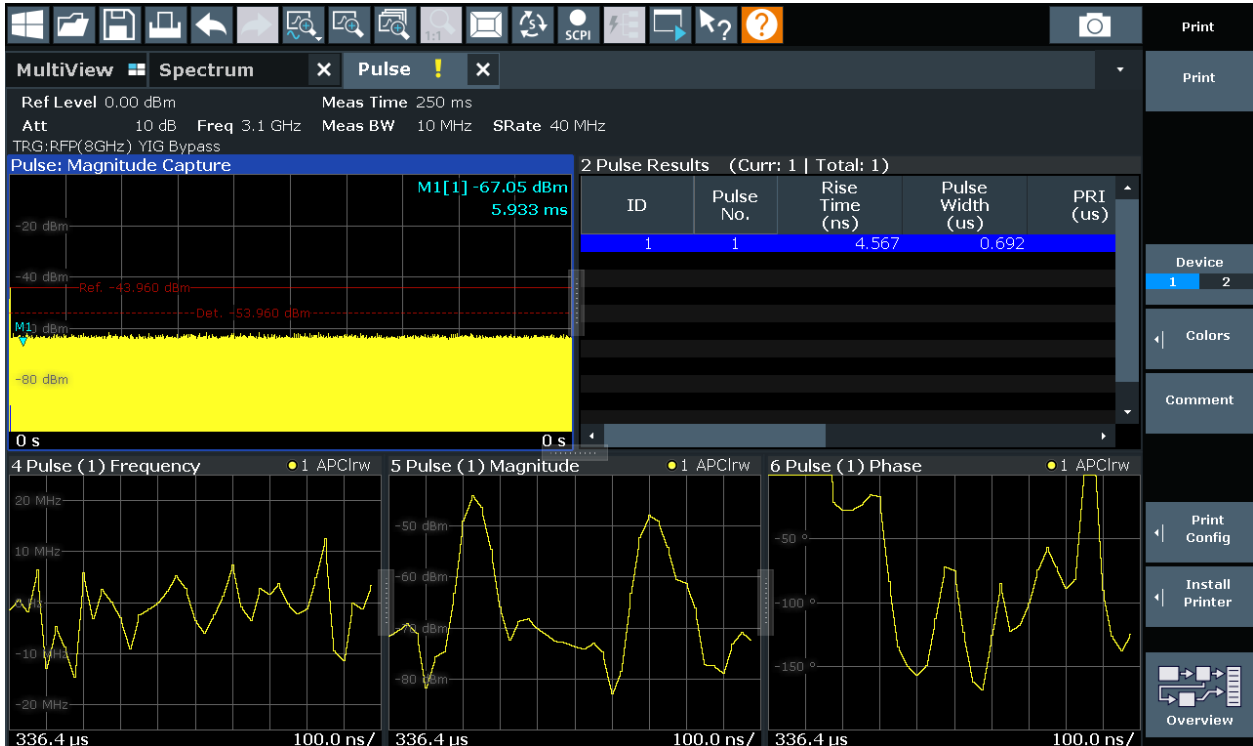 1:1
SCPI
Print
MultiView Spectrum Pulse !
Print
Ref Level 0.00 dBm Meas Time 250 ms
Att 10 dB Freq 3.1 GHz Meas BW 10 MHz SRate 40 MHz
TRG:RFP(8GHz) YIG Bypass
Pulse: Magnitude Capture
M1[1] -67.05 dBm
5.933 ms
-20 dBm
-40 dBm
Ref. -43.960 dBm
Det. -53.960 dBm
M1
dBm
-80 dBm
0 s 0 s
2 Pulse Results (Curr: 1 | Total: 1)
ID Pulse No. Rise Time (ns) Pulse Width (us) PRI (us)
1 1 4.567 0.692
Device
1 2
Colors
Comment
4 Pulse (1) Frequency 1 APClrw
20 MHz
10 MHz
-10 MHz
-20 MHz
336.4 µs 100.0 ns/
5 Pulse (1) Magnitude 1 APClrw
-50 dBm
-60 dBm
dBm
-80 dBm
336.4 µs 100.0 ns/
6 Pulse (1) Phase 1 APClrw
-50 °
-100 °
-150 °
336.4 µs 100.0 ns/
Print
Config
Install
Printer
Overview